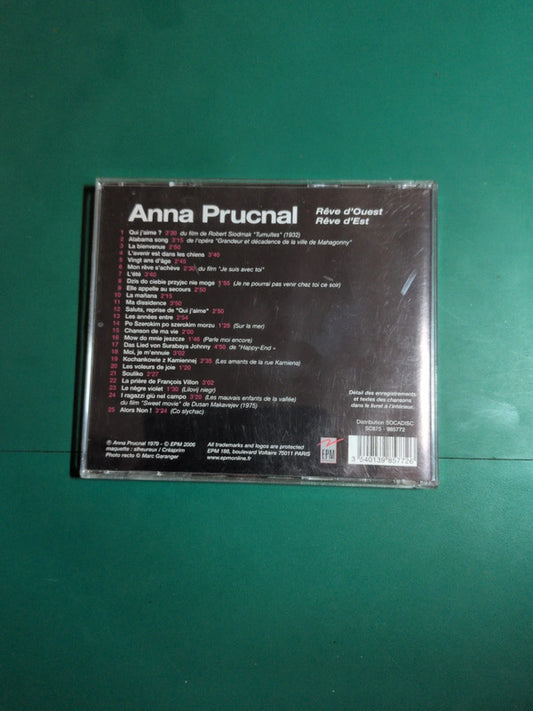 Anna Prucnal
Rêve d'Ouest
Rêve d'Est
1 Qui j'aime ? 3'30 du film de Robert Siodmak "Tumultes" (1932)
2 Alabama song 3'15 de l'opéra "Grandeur et décadence de la ville de Mahagonny"
3 La bienvenue 2'50
4 L'avenir est dans les chiens 3'40
5 Vingt ans d'âge 2'45
6 Mon rêve s'achève 2'30 du film "Je suis avec toi"
7 L'été 3'40
8 Dzis do ciebie przyjsc nie moge 1'55 (Je ne pourrai pas venir chez toi ce soir)
9 Elle appelle au secours 2'50
10 La mañana 2'15
11 Ma dissidence 3'50
12 Saluts, reprise de "Qui j'aime" 2'50
13 Les années entre 2'54
14 Po Szerokim po szerokim morzu 1'25 (Sur la mer)
15 Chanson de ma vie 2'00
16 Mow do mnie jeszcze 1'46 (Parle moi encore)
17 Das Lied von Surabaya Johnny 4'50 de "Happy-End »
18 Moi, je m'ennuie 3'02
19 Kochankowie z Kamiennej 2'35 (Les amants de la rue Kamiena)
20 Les voleurs de joie 1'20
21 Souliko 2'27
22 La prière de François Villon 3'02
23 Le nègre violet 1'30 (Lilovi niegr)
24 I ragazzi giù nel campo 3'20 (Les mauvais enfants de la vallée)
du film "Sweet movie" de Dusan Makavejev (1975)
25 Alors Non ! 3'24 (Co slychac)
Détail des enregistrements
et textes des chansons
dans le livret à l'intérieur.
Distribution SOCADISC
SC875 - 985772
℗ Anna Prucnal 1979 - © EPM 2006
maquette : slheureux / Créaprim
Photo recto © Marc Garanger
All trademarks and logos are protected
EPM 188, boulevard Voltaire 75011 PARIS
www.epmonline.fr
EPM
3 540139 857726